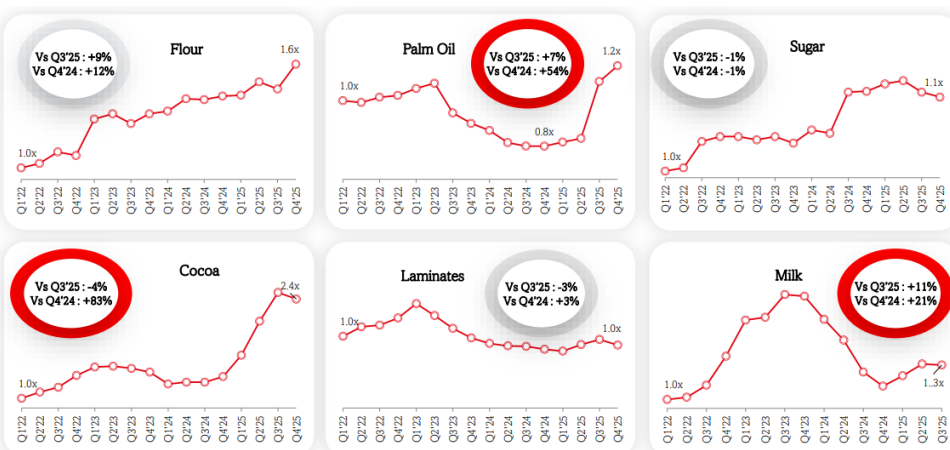 Flour
Vs Q3'25 : +9%
Vs Q4'24 : +12%
1.0x
1.6x
Q1'22 Q2'22 Q3'22 Q4'22 Q1'23 Q2'23 Q3'23 Q4'23 Q1'24 Q2'24 Q3'24 Q4'24 Q1'25 Q2'25 Q3'25 Q4'25
Palm Oil
Vs Q3'25 : +7%
Vs Q4'24 : +54%
1.0x
0.8x
1.2x
Q1'22 Q2'22 Q3'22 Q4'22 Q1'23 Q2'23 Q3'23 Q4'23 Q1'24 Q2'24 Q3'24 Q4'24 Q1'25 Q2'25 Q3'25 Q4'25
Sugar
Vs Q3'25 : -1%
Vs Q4'24 : -1%
1.0x
1.1x
Q1'22 Q2'22 Q3'22 Q4'22 Q1'23 Q2'23 Q3'23 Q4'23 Q1'24 Q2'24 Q3'24 Q4'24 Q1'25 Q2'25 Q3'25 Q4'25
Cocoa
Vs Q3'25 : -4%
Vs Q4'24 : +83%
1.0x
2.4x
Q1'22 Q2'22 Q3'22 Q4'22 Q1'23 Q2'23 Q3'23 Q4'23 Q1'24 Q2'24 Q3'24 Q4'24 Q1'25 Q2'25 Q3'25 Q4'25
Laminates
Vs Q3'25 : -3%
Vs Q4'24 : +3%
1.0x
1.0x
Q1'22 Q2'22 Q3'22 Q4'22 Q1'23 Q2'23 Q3'23 Q4'23 Q1'24 Q2'24 Q3'24 Q4'24 Q1'25 Q2'25 Q3'25 Q4'25
Milk
Vs Q3'25 : +11%
Vs Q4'24 : +21%
1.0x
1.3x
Q1'22 Q2'22 Q3'22 Q4'22 Q1'23 Q2'23 Q3'23 Q4'23 Q1'24 Q2'24 Q3'24 Q4'24 Q1'25 Q2'25 Q3'25